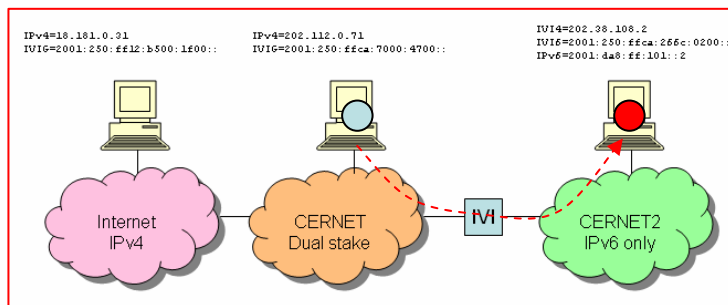 IPv4=18.181.0.31
IVIG=2001:250:ff12:b500:1f00::
IPv4=202.112.0.71
IVIG=2001:250:ffca:7000:4700::
IVI4=202.38.108.2
IVI6=2001:250:ffca:266c:0200::
IPv6=2001:da8:ff:101::2
Internet
IPv4
CERNET
Dual stake
IVI
CERNET2
IPv6 only